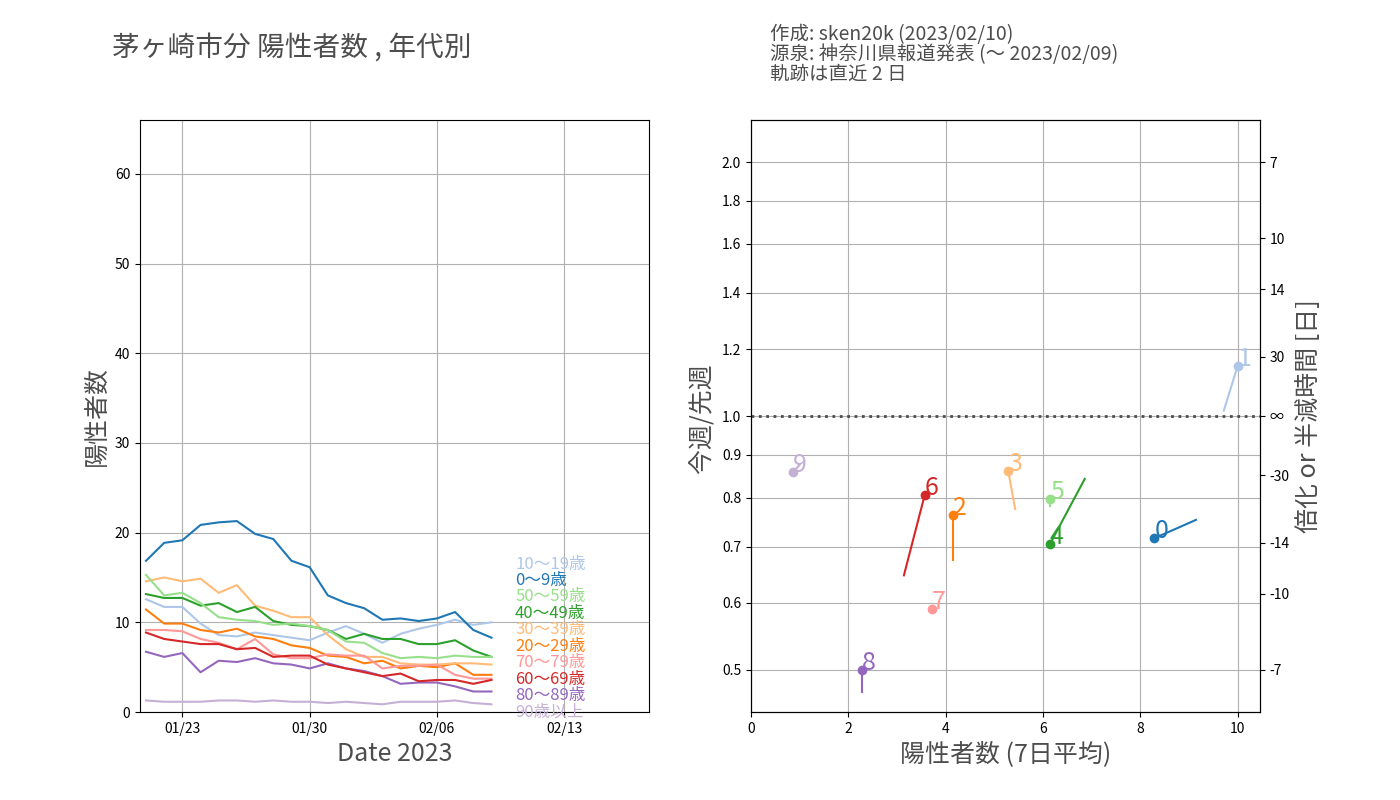 茅ヶ崎市分 陽性者数 , 年代別
作成: sken20k (2023/02/10)
源泉: 神奈川県報道発表 (～ 2023/02/09)
軌跡は直近 2 日
陽性者数
60
50
40
30
20
10
0
01/23
01/30
02/06
02/13
Date 2023
10～19歳
0～9歳
50～59歳
40～49歳
30～39歳
20～29歳
70～79歳
60～69歳
80～89歳
90歳以上
今週/先週
2.0
1.8
1.6
1.4
1.2
1.0
0.9
0.8
0.7
0.6
0.5
0
2
4
6
8
10
陽性者数 (7日平均)
1
9
3
6
5
2
4
0
7
8
7
10
14
30
∞
-30
-14
-10
-7
倍化 or 半減時間 [日]